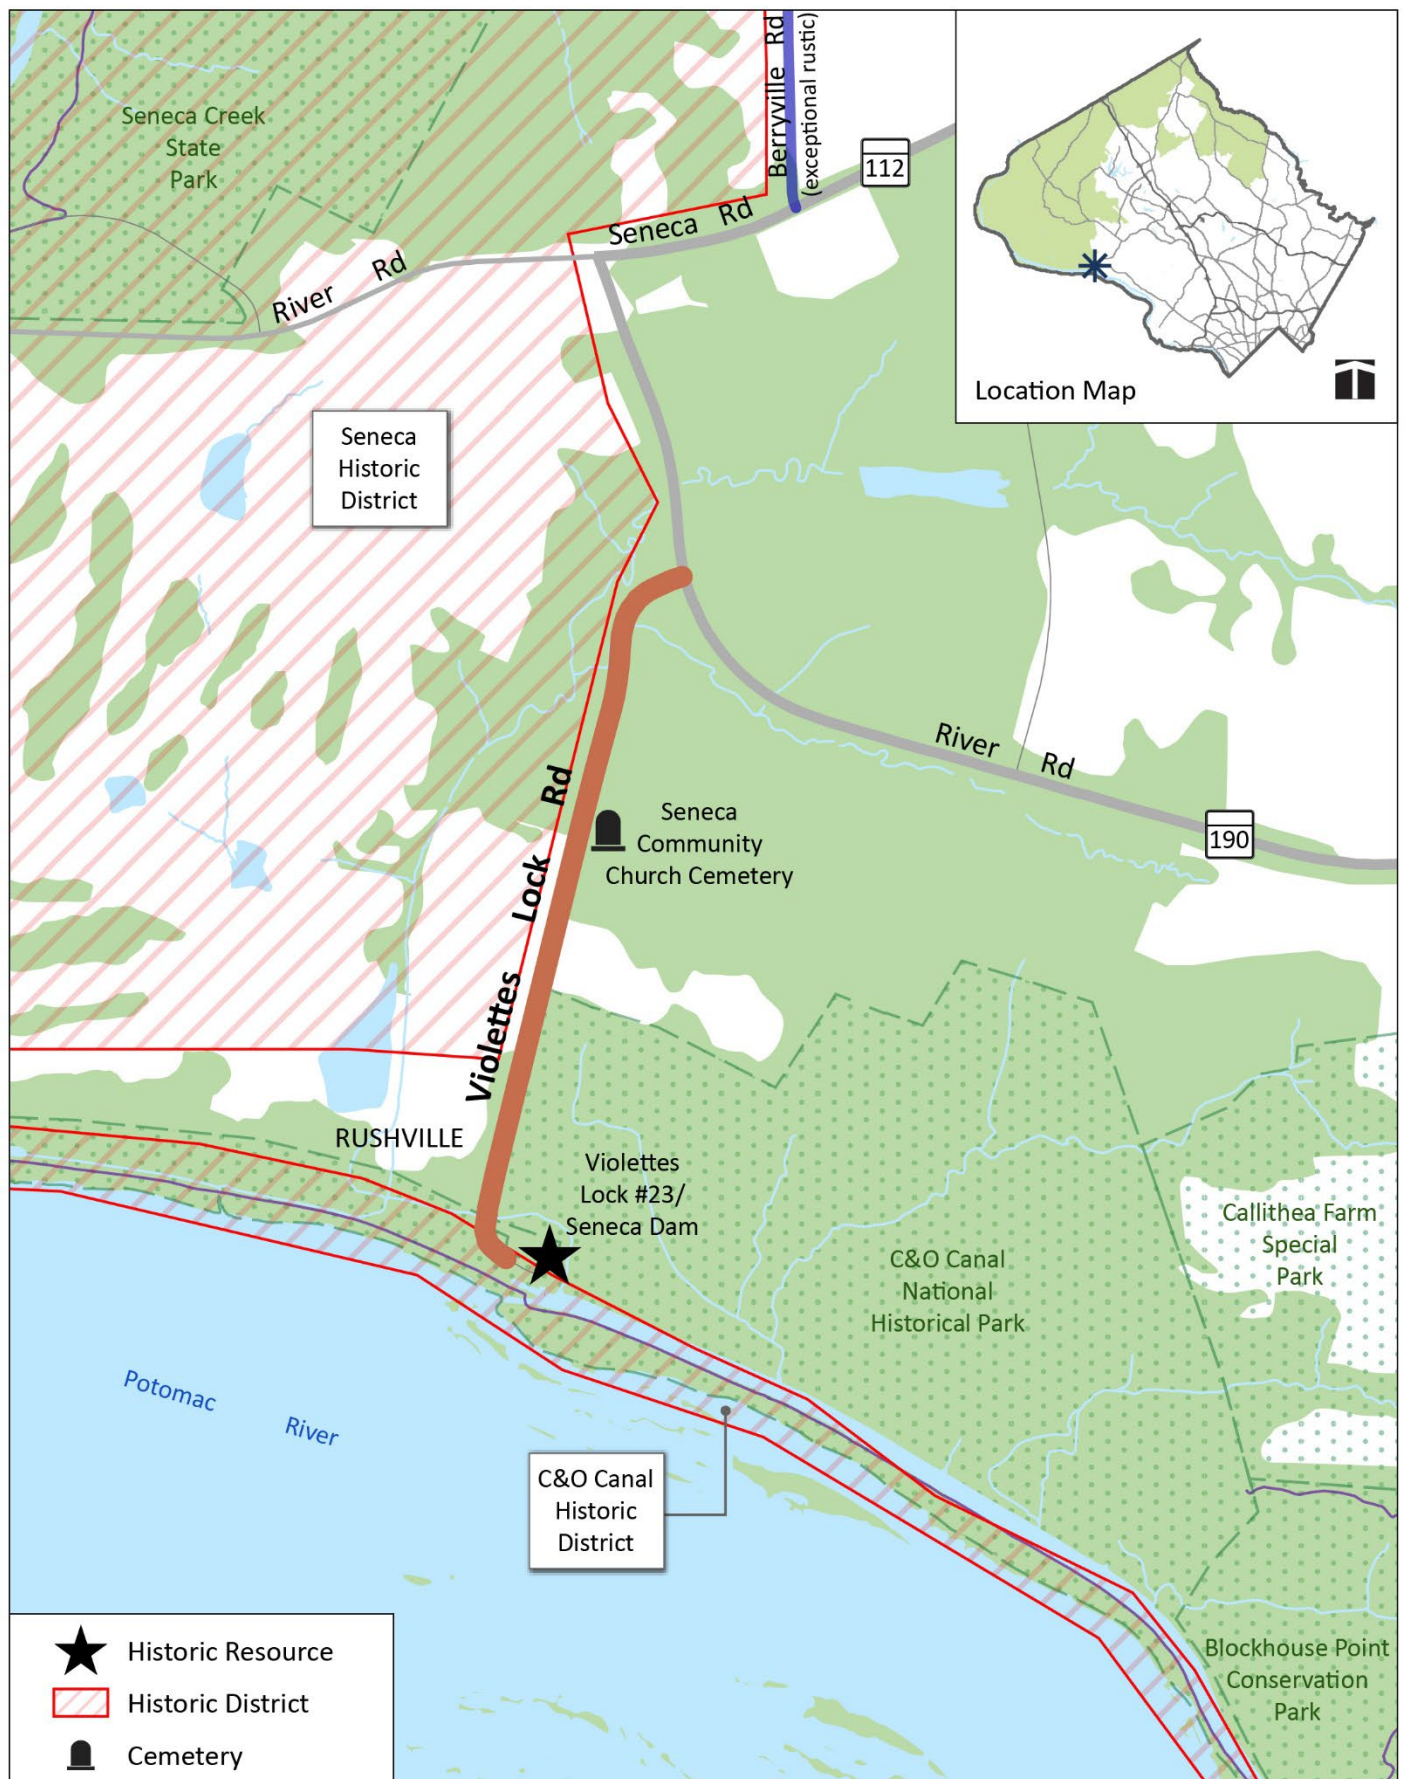 Seneca Creek
State
Park
Berryville Rd
(exceptional rustic)
112
Seneca Rd
River Rd
Location Map
Seneca
Historic
District
River Rd
190
Violettes Lock Rd
Seneca
Community
Church Cemetery
RUSHVILLE
Violettes
Lock #23/
Seneca Dam
C&O Canal
National
Historical Park
Callithea Farm
Special
Park
Potomac River
C&O Canal
Historic
District
Blockhouse Point
Conservation
Park
Historic Resource
Historic District
Cemetery